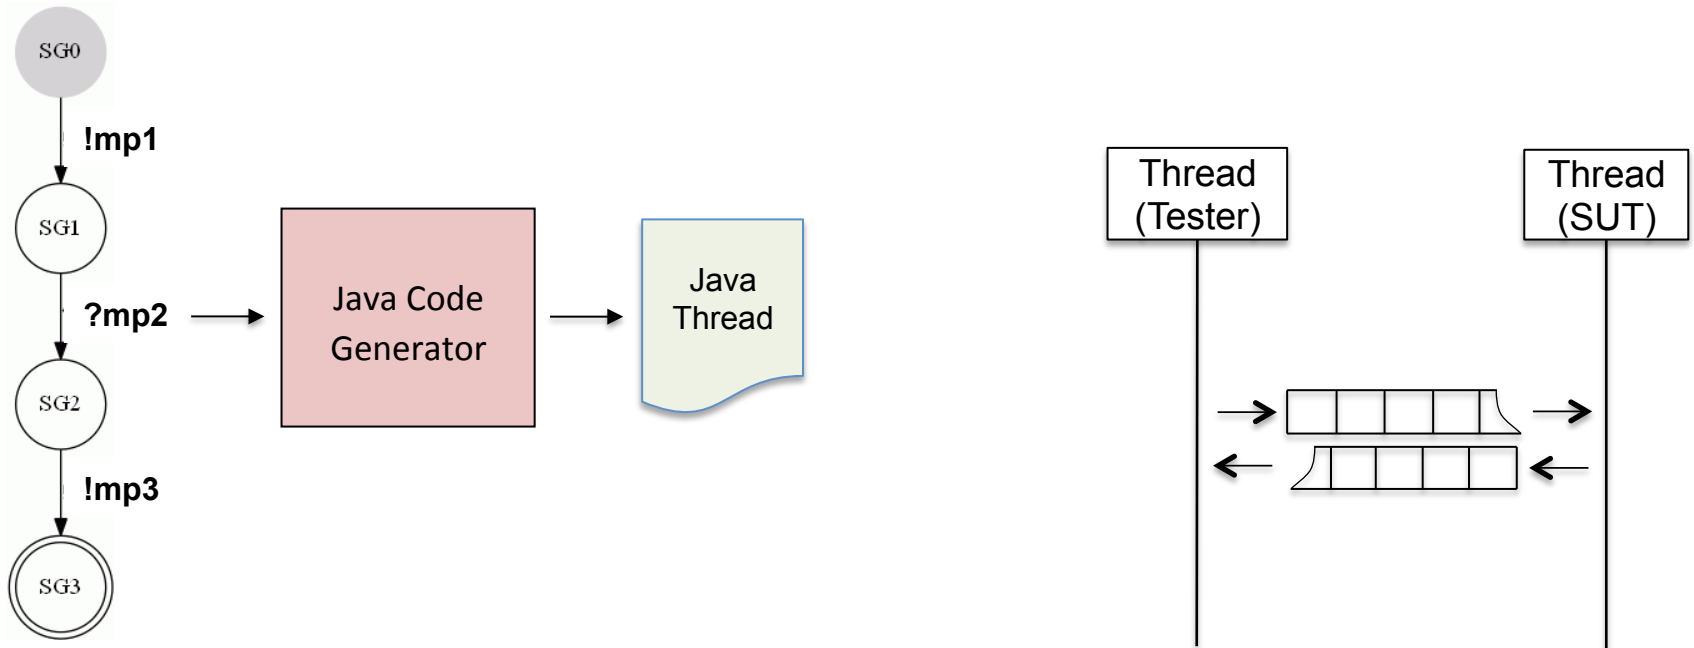 SG0
!mp1
SG1
?mp2
SG2
!mp3
SG3
Java Code
Generator
Java
Thread
Thread
(Tester)
Thread
(SUT)